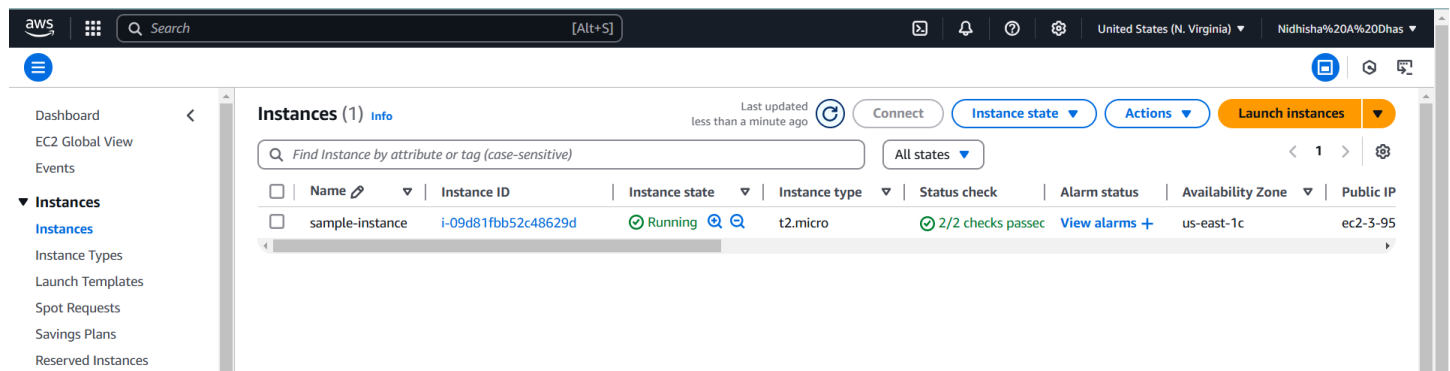 aws Search [Alt+S] United States (N. Virginia) Nidhisha%20A%20Dhas
Dashboard
EC2 Global View
Events
Instances
Instances
Instance Types
Launch Templates
Spot Requests
Savings Plans
Reserved Instances
Instances (1) Info
Last updated
less than a minute ago
Connect Instance state Actions Launch instances
Find Instance by attribute or tag (case-sensitive) All states 1
Name Instance ID Instance state Instance type Status check Alarm status Availability Zone Public IP
sample-instance i-09d81fbb52c48629d Running t2.micro 2/2 checks passec View alarms + us-east-1c ec2-3-95